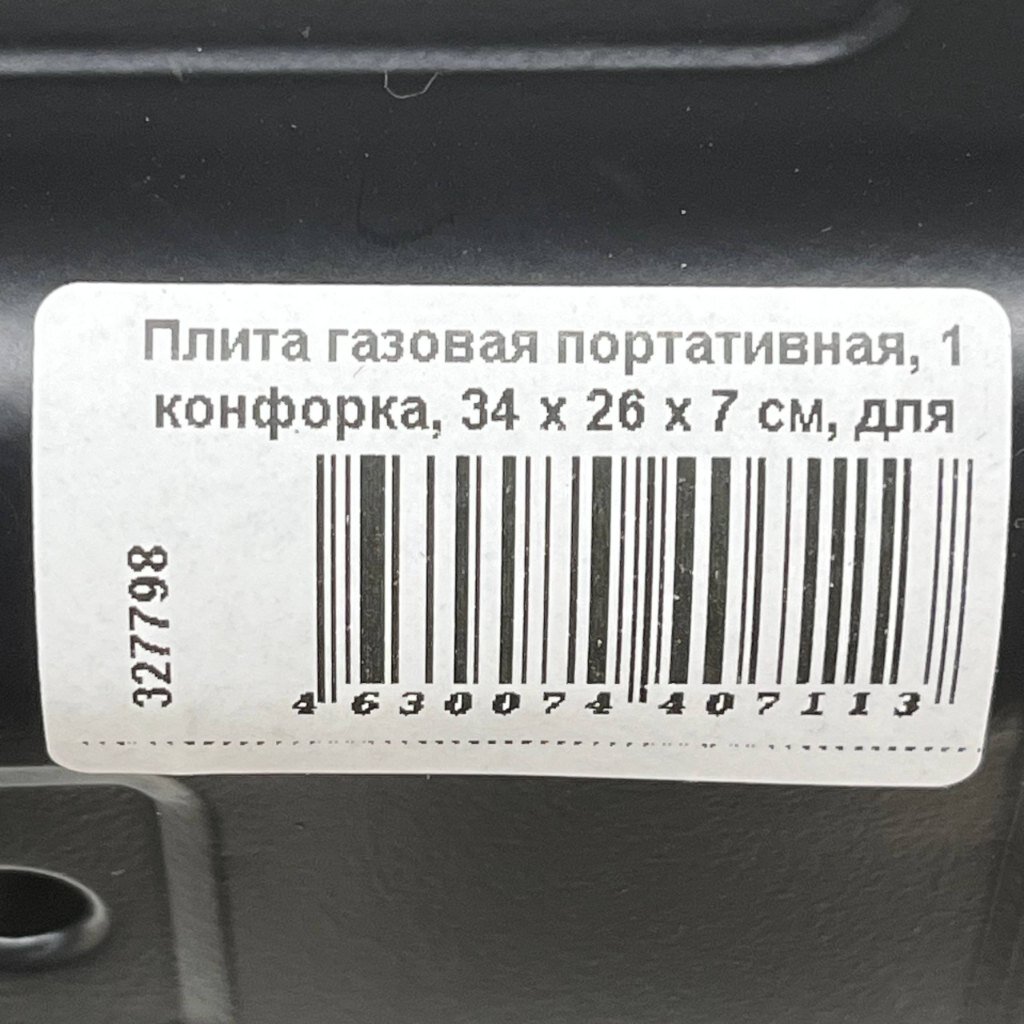 Плита газовая портативная, 1
конфорка, 34 x 26 x 7 см, для
327798
4 630074 407113